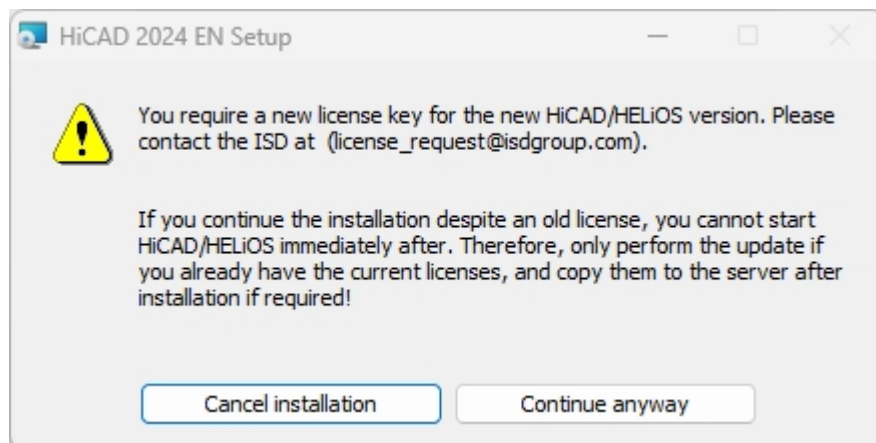 HiCAD 2024 EN Setup
You require a new license key for the new HiCAD/HELiOS version. Please
contact the ISD at  (license_request@isdgroup.com).
If you continue the installation despite an old license, you cannot start
HiCAD/HELiOS immediately after. Therefore, only perform the update if
you already have the current licenses, and copy them to the server after
installation if required!
Cancel installation
Continue anyway